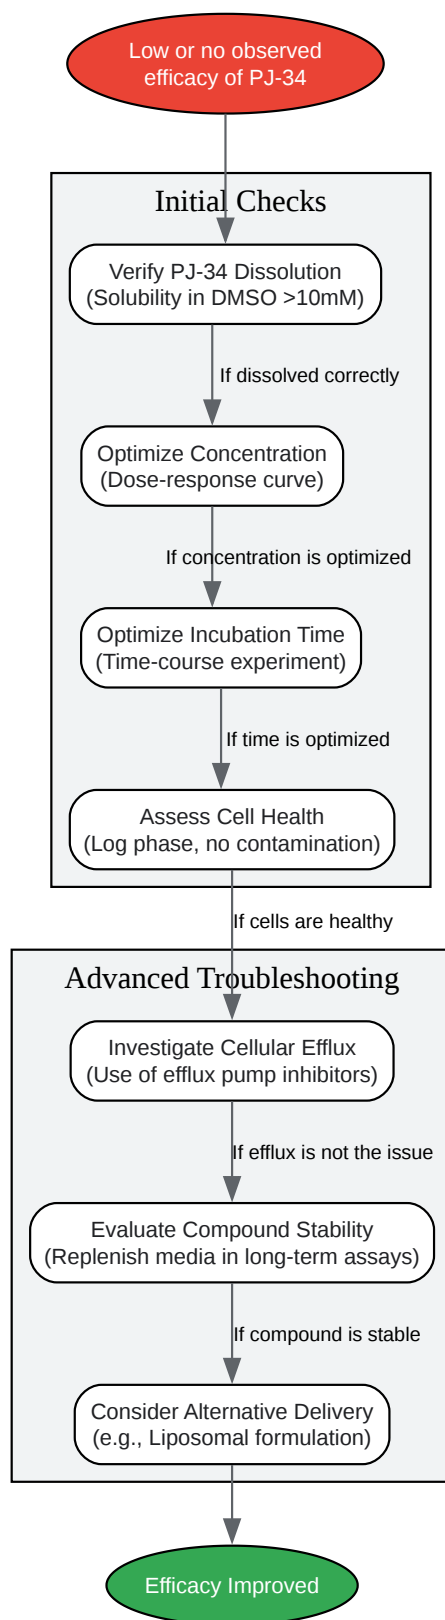 Low or no observed
efficacy of PJ-34
Initial Checks
Verify PJ-34 Dissolution
(Solubility in DMSO >10mM)
If dissolved correctly
Optimize Concentration
(Dose-response curve)
If concentration is optimized
Optimize Incubation Time
(Time-course experiment)
If time is optimized
Assess Cell Health
(Log phase, no contamination)
If cells are healthy
Advanced Troubleshooting
Investigate Cellular Efflux
(Use of efflux pump inhibitors)
If efflux is not the issue
Evaluate Compound Stability
(Replenish media in long-term assays)
If compound is stable
Consider Alternative Delivery
(e.g., Liposomal formulation)
Efficacy Improved